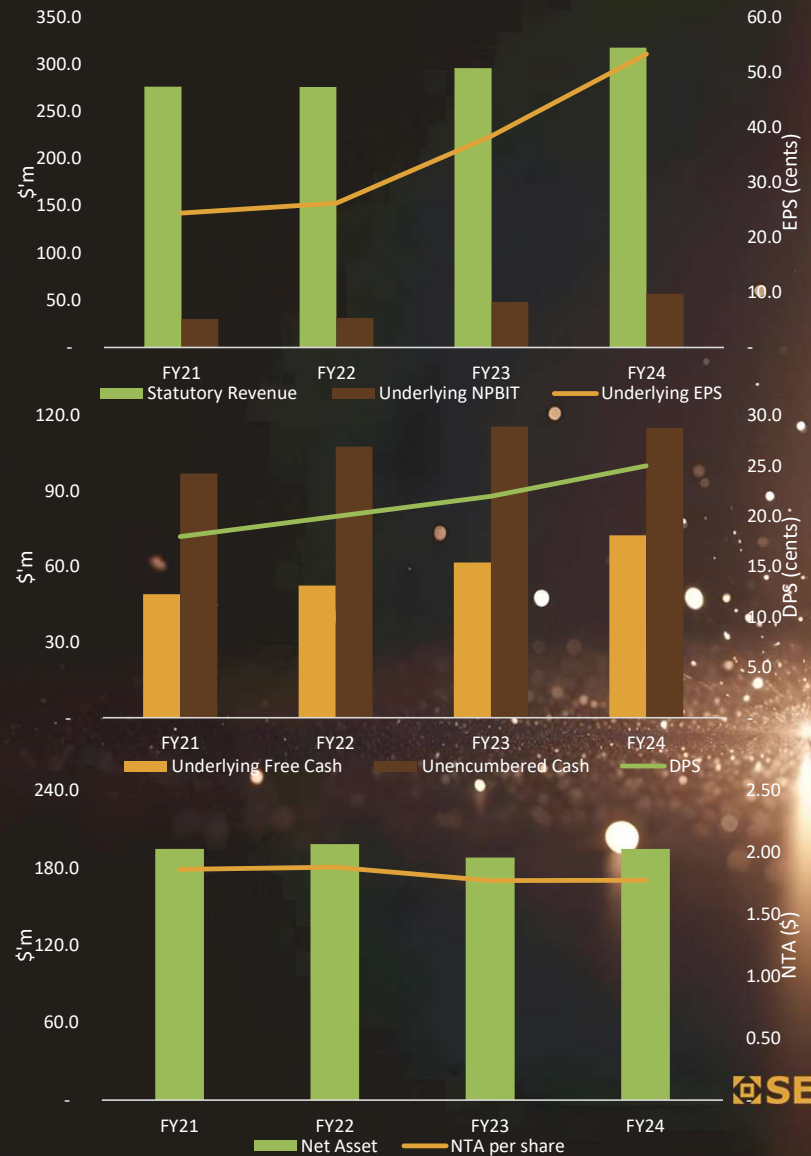 350.0
300.0
250.0
200.0
150.0
100.0
50.0
-
$'m
60.0
50.0
40.0
30.0
20.0
10.0
-
EPS (cents)
FY21 FY22 FY23 FY24
Statutory Revenue Underlying NPBIT Underlying EPS
120.0
90.0
60.0
30.0
-
$'m
30.0
25.0
20.0
15.0
10.0
5.0
-
DPS (cents)
FY21 FY22 FY23 FY24
Underlying Free Cash Unencumbered Cash DPS
240.0
180.0
120.0
60.0
-
$'m
2.50
2.00
1.50
1.00
0.50
-
NTA ($)
SE
FY21 FY22 FY23 FY24
Net Asset NTA per share